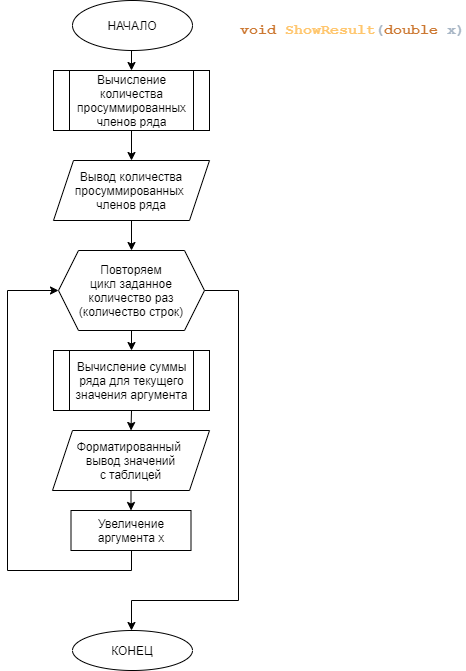 НАЧАЛО
void ShowResult(double x)
Вычисление
количества
просуммированных
членов ряда
Вывод количества
просуммированных
членов ряда
Повторяем
цикл заданное
количество раз
(количество строк)
Вычисление суммы
ряда для текущего
значения аргумента
Форматированный
вывод значений
с таблицей
Увеличение
аргумента x
КОНЕЦ